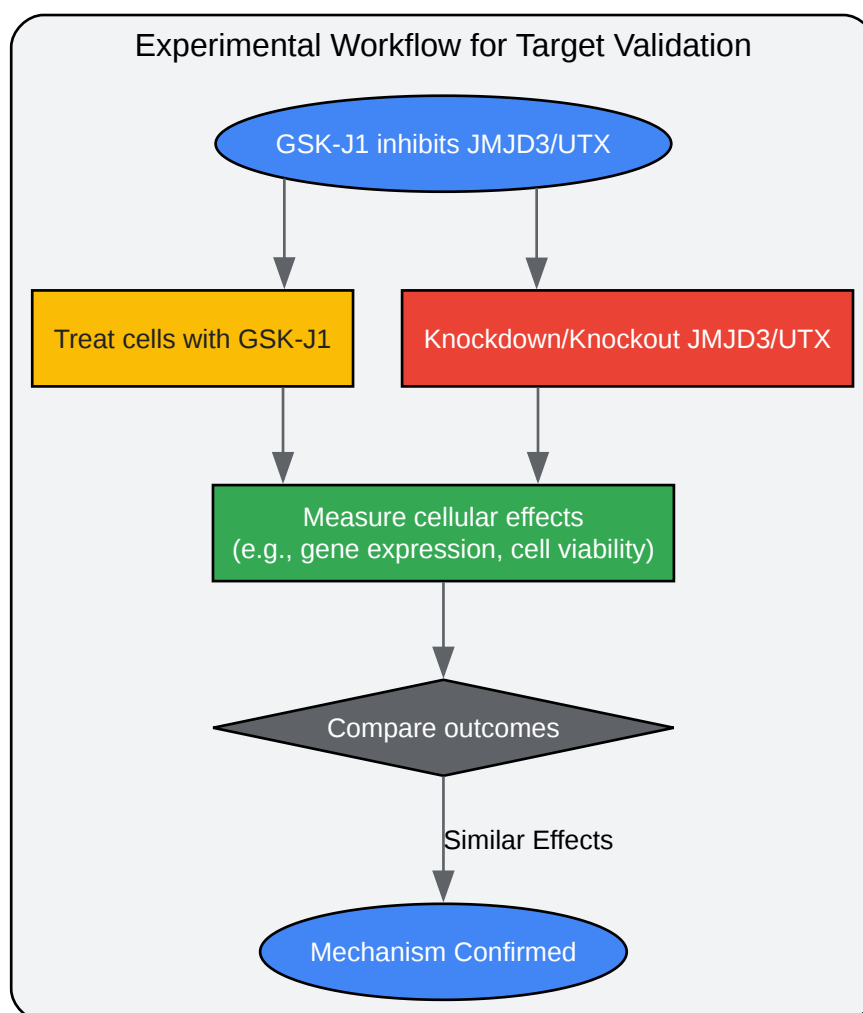 Experimental Workflow for Target Validation
GSK-J1 inhibits JMJD3/UTX
Treat cells with GSK-J1
Knockdown/Knockout JMJD3/UTX
Measure cellular effects
(e.g., gene expression, cell viability)
Compare outcomes
Similar Effects
Mechanism Confirmed